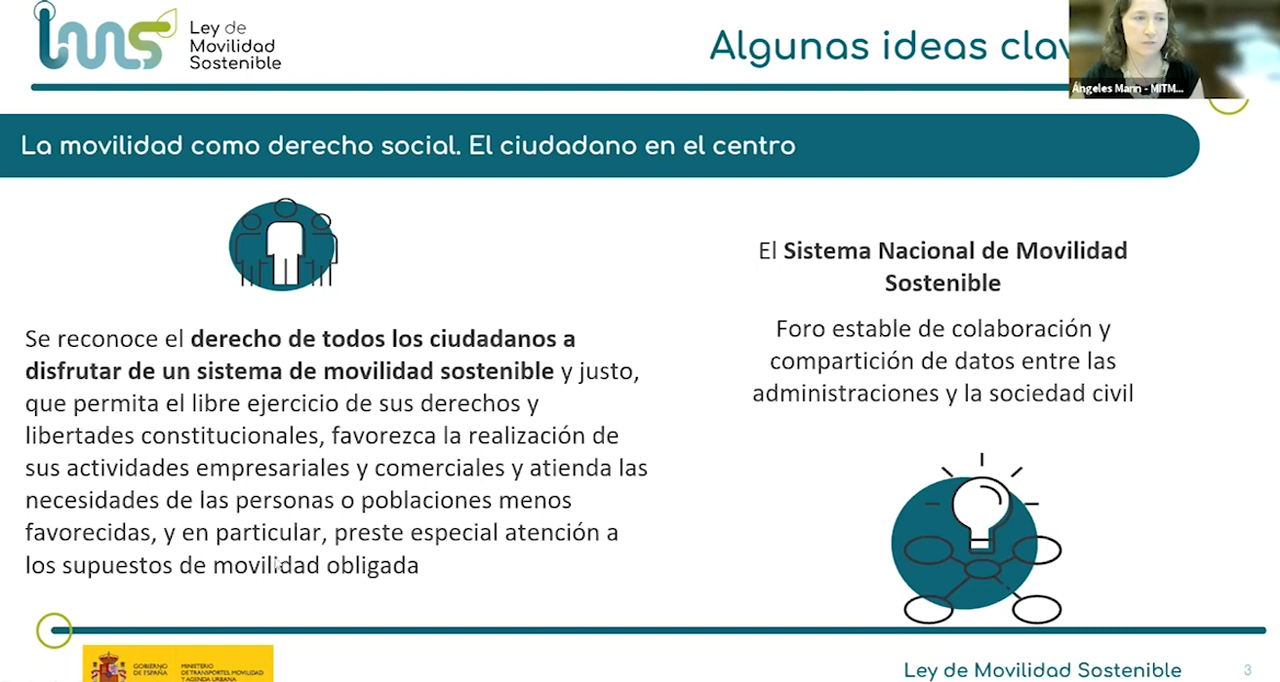 lms
Ley de
Movilidad
Sostenible
Algunas ideas
Ángeles Marín - MITM...
La movilidad como derecho social. El ciudadano en el centro
Se reconoce el derecho de todos los ciudadanos a
disfrutar de un sistema de movilidad sostenible y justo,
que permita el libre ejercicio de sus derechos y
libertades constitucionales, favorezca la realización de
sus actividades empresariales y comerciales y atienda las
necesidades de las personas o poblaciones menos
favorecidas, y en particular, preste especial atención a
los supuestos de movilidad obligada
El Sistema Nacional de Movilidad
Sostenible
Foro estable de colaboración y
compartición de datos entre las
administraciones y la sociedad civil
GOBIERNO
DE ESPAÑA
MINISTERIO
DE TRANSPORTES, MOVILIDAD
Y AGENDA URBANA
Ley de Movilidad Sostenible
3